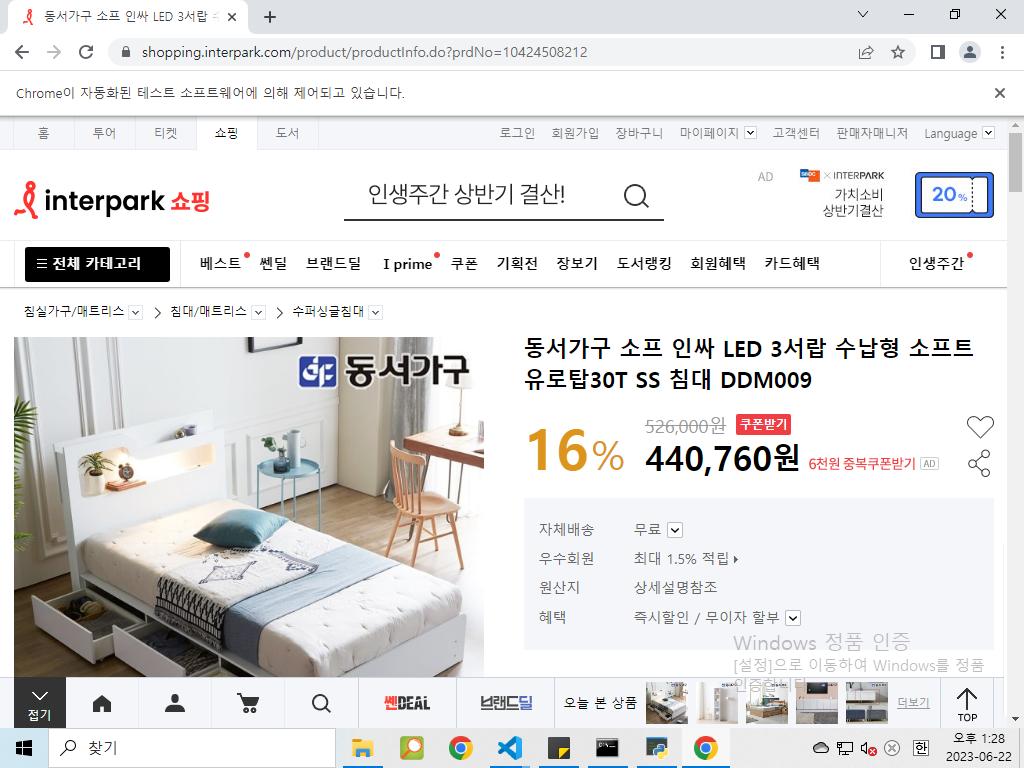 동서가구 소프 인싸 LED 3서랍 수
shopping.interpark.com/product/productInfo.do?prdNo=10424508212
Chrome이 자동화된 테스트 소프트웨어에 의해 제어되고 있습니다.
홈 투어 티켓 쇼핑 도서 로그인 회원가입 장바구니 마이페이지 고객센터 판매자매니저 Language
interpark 쇼핑
인생주간 상반기 결산!
AD
SBDC × INTERPARK
가치소비
상반기결산
20%
전체 카테고리 베스트 쎈딜 브랜드딜 I prime 쿠폰 기획전 장보기 도서랭킹 회원혜택 카드혜택 인생주간
침실가구/매트리스 > 침대/매트리스 > 수퍼싱글침대
동서가구
동서가구 소프 인싸 LED 3서랍 수납형 소프트
유로탑30T SS 침대 DDM009
16%
526,000원 쿠폰받기
440,760원 6천원 중복쿠폰받기 AD
자체배송 무료
우수회원 최대 1.5% 적립
원산지 상세설명참조
혜택 즉시할인 / 무이자 할부
Windows 정품 인증
[설정]으로 이동하여 Windows를 정품
인증합니다.
접기
쎈DEAL
브랜드딜
오늘 본 상품
더보기
TOP
찾기
한
오후 1:28
2023-06-22